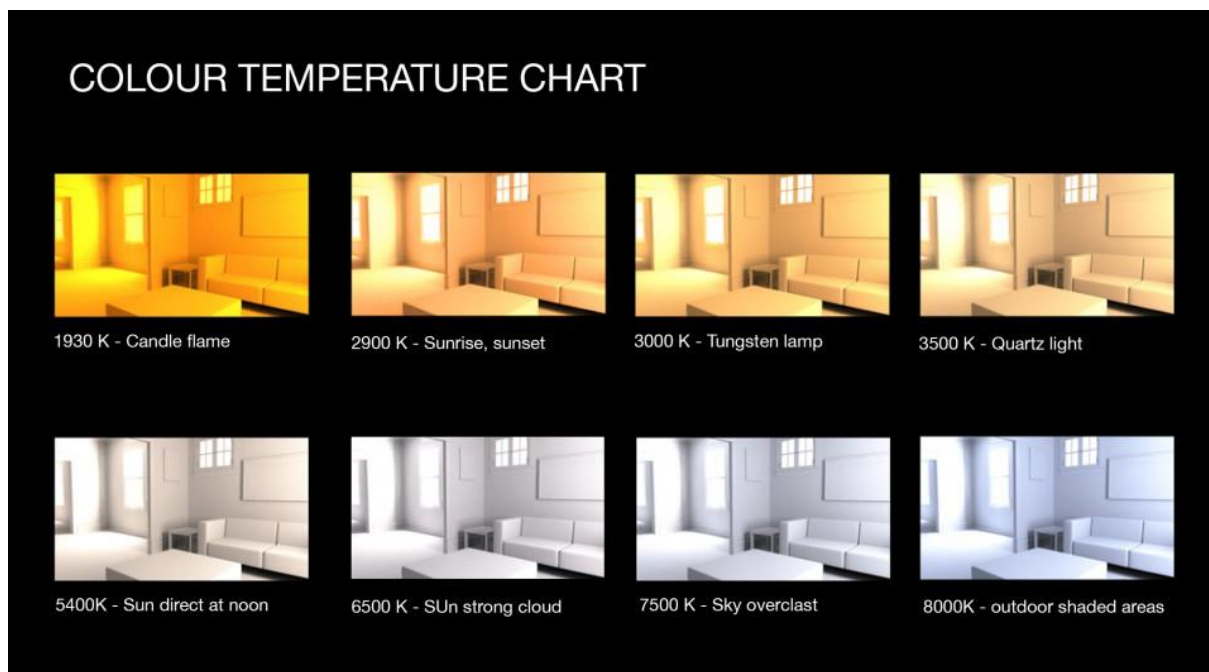 COLOUR TEMPERATURE CHART
1930 K - Candle flame
2900 K - Sunrise, sunset
3000 K - Tungsten lamp
3500 K - Quartz light
5400K - Sun direct at noon
6500 K - SUn strong cloud
7500 K - Sky overclast
8000K - outdoor shaded areas